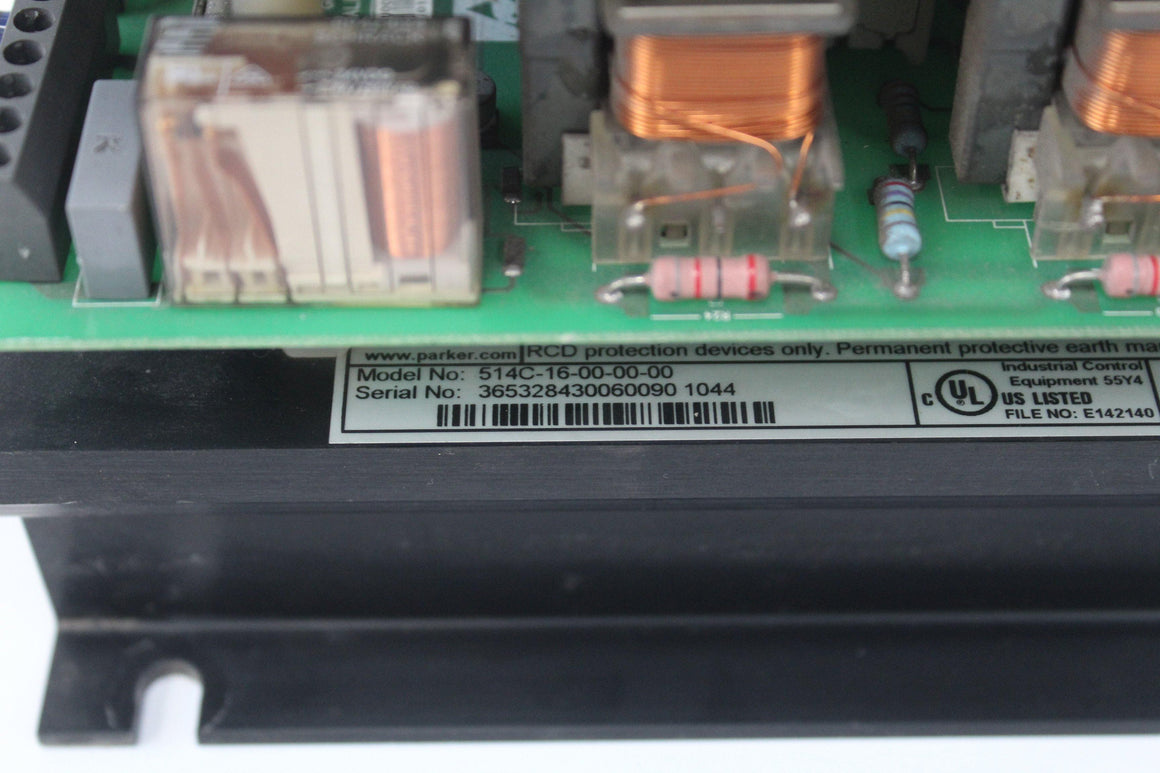 www.parker.com RCD protection devices only. Permanent protective earth
Model No: 514C-16-00-00-00
Serial No: 365328430060090 1044
Industrial Control
Equipment 55Y4
C UL ® US LISTED
FILE NO: E142140